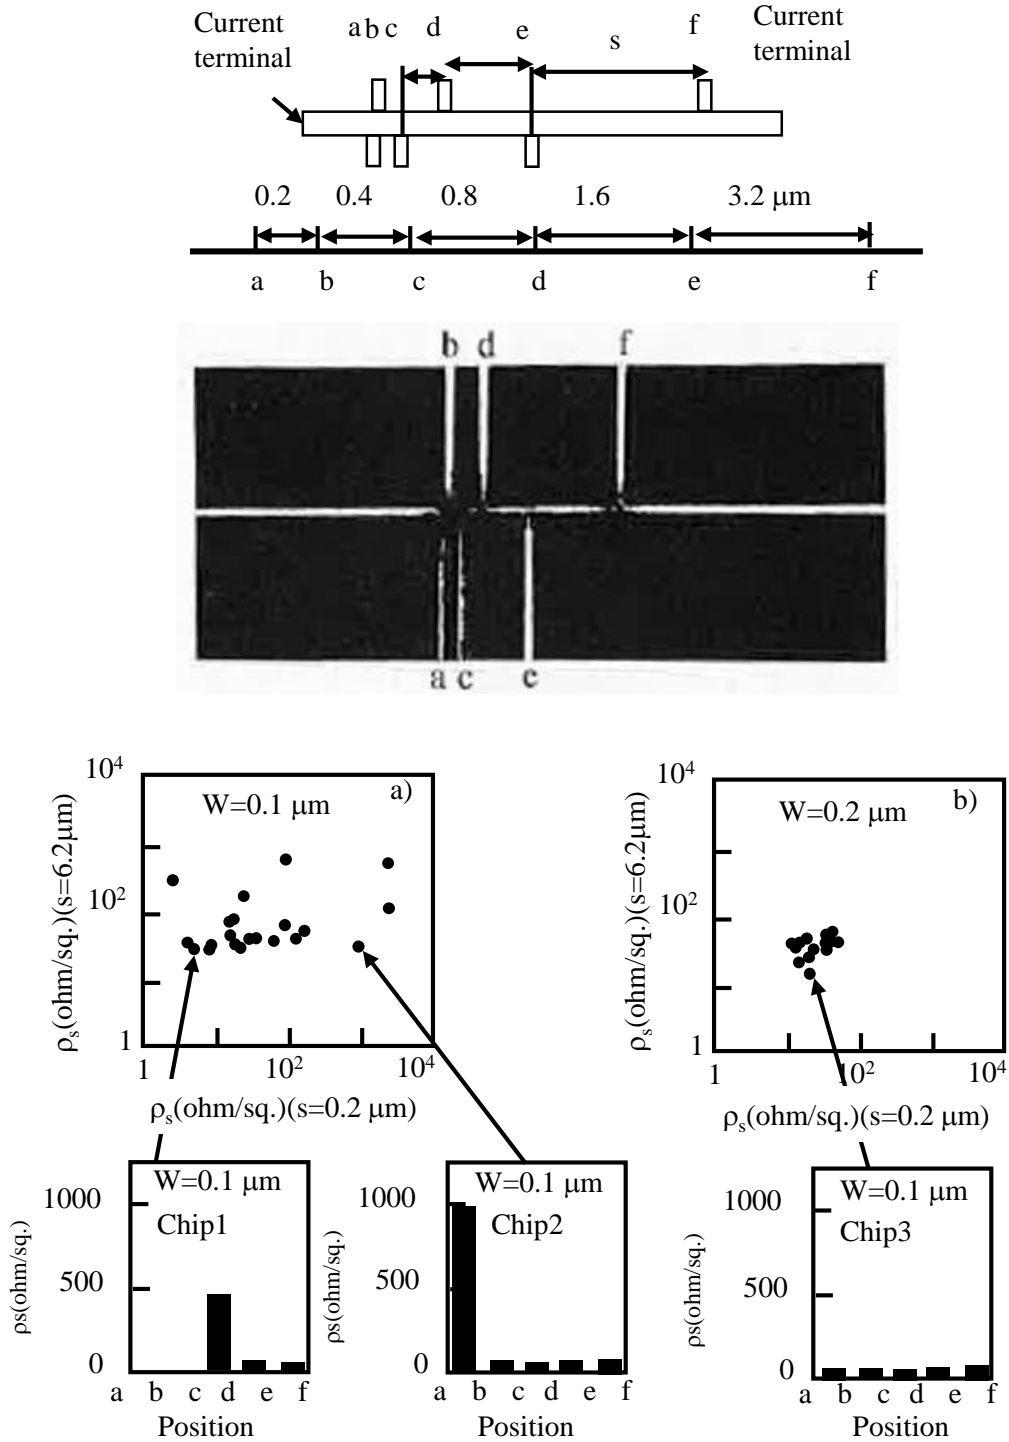 Current
terminal
a b c d e s f
Current
terminal
0.2 0.4 0.8 1.6 3.2 μm
a b c d e f
b d f
a c e
10⁴
10²
1
ρs(ohm/sq.)(s=6.2μm)
W=0.1 μm a)
1 10² 10⁴
ρs(ohm/sq.)(s=0.2 μm)
10⁴
10²
1
ρs(ohm/sq.)(s=6.2μm)
W=0.2 μm b)
1 10² 10⁴
ρs(ohm/sq.)(s=0.2 μm)
1000
500
0
ρs(ohm/sq.)
W=0.1 μm
Chip1
a b c d e f
Position
1000
500
0
ρs(ohm/sq.)
W=0.1 μm
Chip2
a b c d e f
Position
1000
500
0
ρs(ohm/sq.)
W=0.1 μm
Chip3
a b c d e f
Position